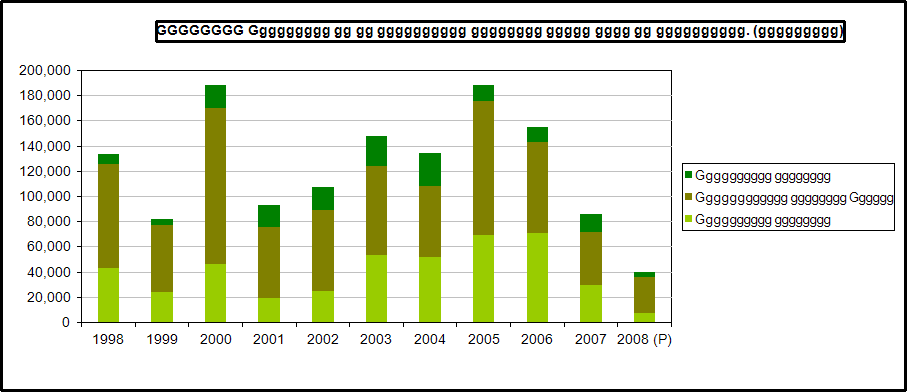 GGGGGGGG Ggggggggg gg gg gggggggggg gggggggg ggggg gggg gg gggggggggg. (ggggggggg)
200,000
180,000
160,000
140,000
120,000
100,000
80,000
60,000
40,000
20,000
0
1998 1999 2000 2001 2002 2003 2004 2005 2006 2007 2008 (P)
Gggggggggg gggggggg
Gggggggggggg gggggggg Gggggg
Gggggggggg gggggggg